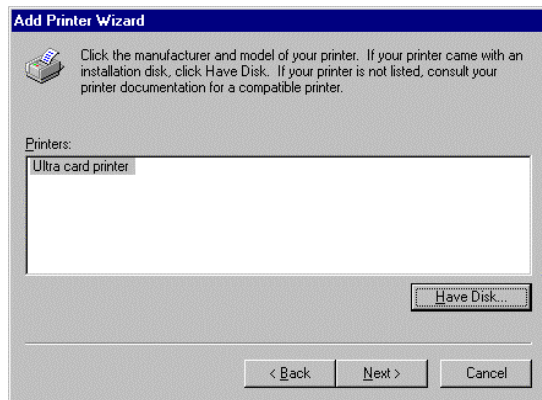 Add Printer Wizard
Click the manufacturer and model of your printer. If your printer came with an
installation disk, click Have Disk. If your printer is not listed, consult your
printer documentation for a compatible printer.
Printers:
Ultra card printer
Have Disk...
< Back
Next >
Cancel